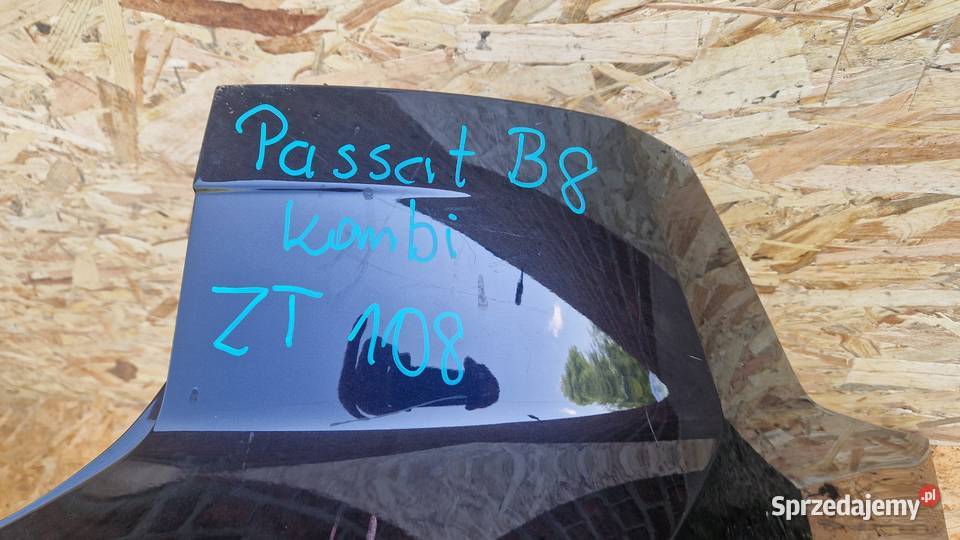 Passat B8
kombi
ZT 108
Sprzedajemy.pl